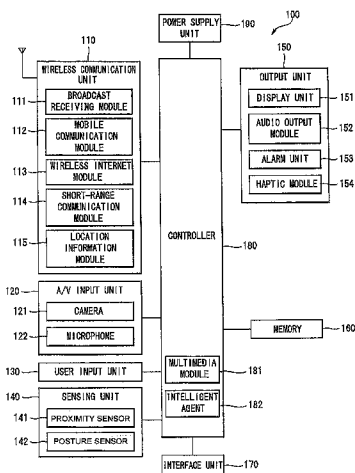 190
POWER SUPPLY
UNIT
100
110
WIRELESS COMMUNICATION
UNIT
111
BROADCAST
RECEIVING MODULE
112
MOBILE
COMMUNICATION
MODULE
113
WIRELESS INTERNET
MODULE
114
SHORT-RANGE
COMMUNICATION
MODULE
115
LOCATION
INFORMATION
MODULE
120
A/V INPUT UNIT
121
CAMERA
122
MICROPHONE
130
USER INPUT UNIT
140
SENSING UNIT
141
PROXIMITY SENSOR
142
POSTURE SENSOR
CONTROLLER
180
MULTIMEDIA
MODULE
181
INTELLIGENT
AGENT
182
150
OUTPUT UNIT
DISPLAY UNIT
151
AUDIO OUTPUT
MODULE
152
ALARM UNIT
153
HAPTIC MODULE
154
MEMORY
160
INTERFACE UNIT
170